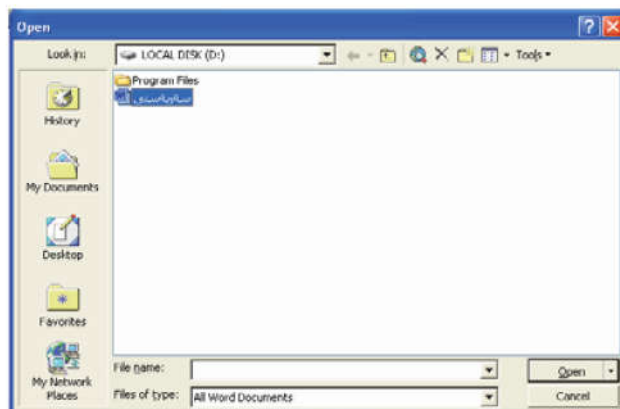 Open
Look in:
LOCAL DISK (D:)
Tools
Program Files
History
My Documents
Desktop
Favorites
My Network Places
File name:
Open
Files of type:
All Word Documents
Cancel